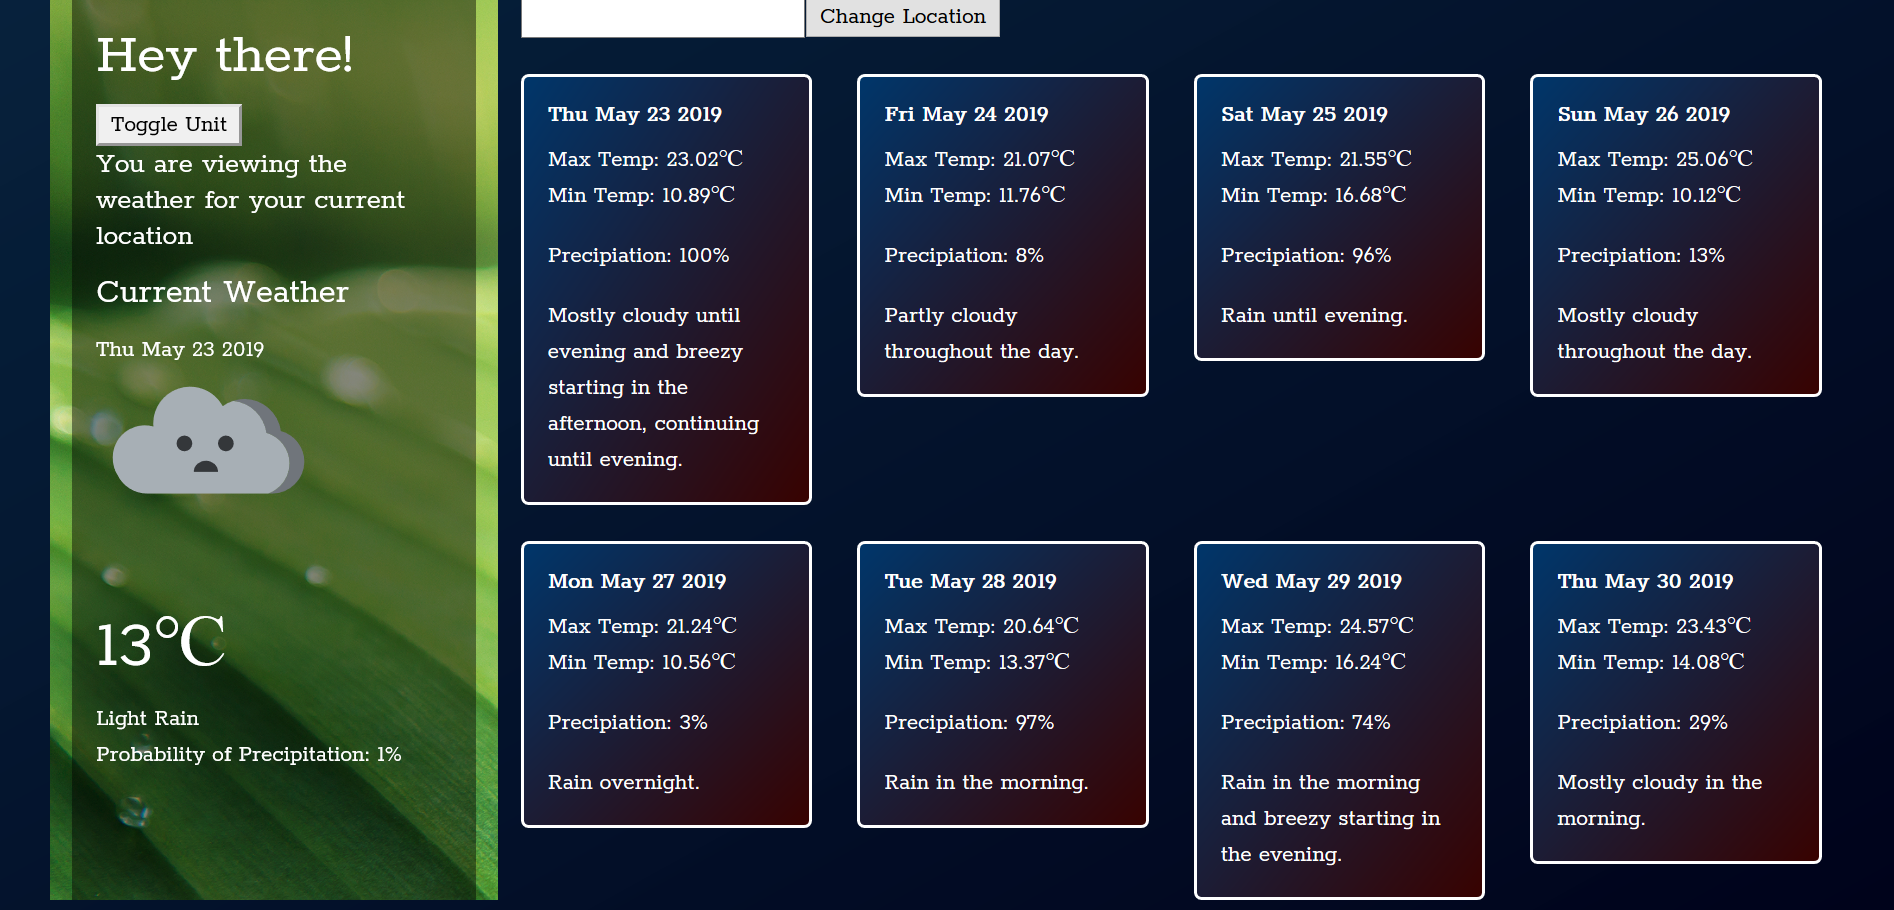 Hey there!
Toggle Unit
You are viewing the
weather for your current
location
Current Weather
Thu May 23 2019
13℃
Light Rain
Probability of Precipitation: 1%
Change Location
Thu May 23 2019
Max Temp: 23.02℃
Min Temp: 10.89℃
Precipiation: 100%
Mostly cloudy until
evening and breezy
starting in the
afternoon, continuing
until evening.
Fri May 24 2019
Max Temp: 21.07℃
Min Temp: 11.76℃
Precipiation: 8%
Partly cloudy
throughout the day.
Sat May 25 2019
Max Temp: 21.55℃
Min Temp: 16.68℃
Precipiation: 96%
Rain until evening.
Sun May 26 2019
Max Temp: 25.06℃
Min Temp: 10.12℃
Precipiation: 13%
Mostly cloudy
throughout the day.
Mon May 27 2019
Max Temp: 21.24℃
Min Temp: 10.56℃
Precipiation: 3%
Rain overnight.
Tue May 28 2019
Max Temp: 20.64℃
Min Temp: 13.37℃
Precipiation: 97%
Rain in the morning.
Wed May 29 2019
Max Temp: 24.57℃
Min Temp: 16.24℃
Precipiation: 74%
Rain in the morning
and breezy starting in
the evening.
Thu May 30 2019
Max Temp: 23.43℃
Min Temp: 14.08℃
Precipiation: 29%
Mostly cloudy in the
morning.